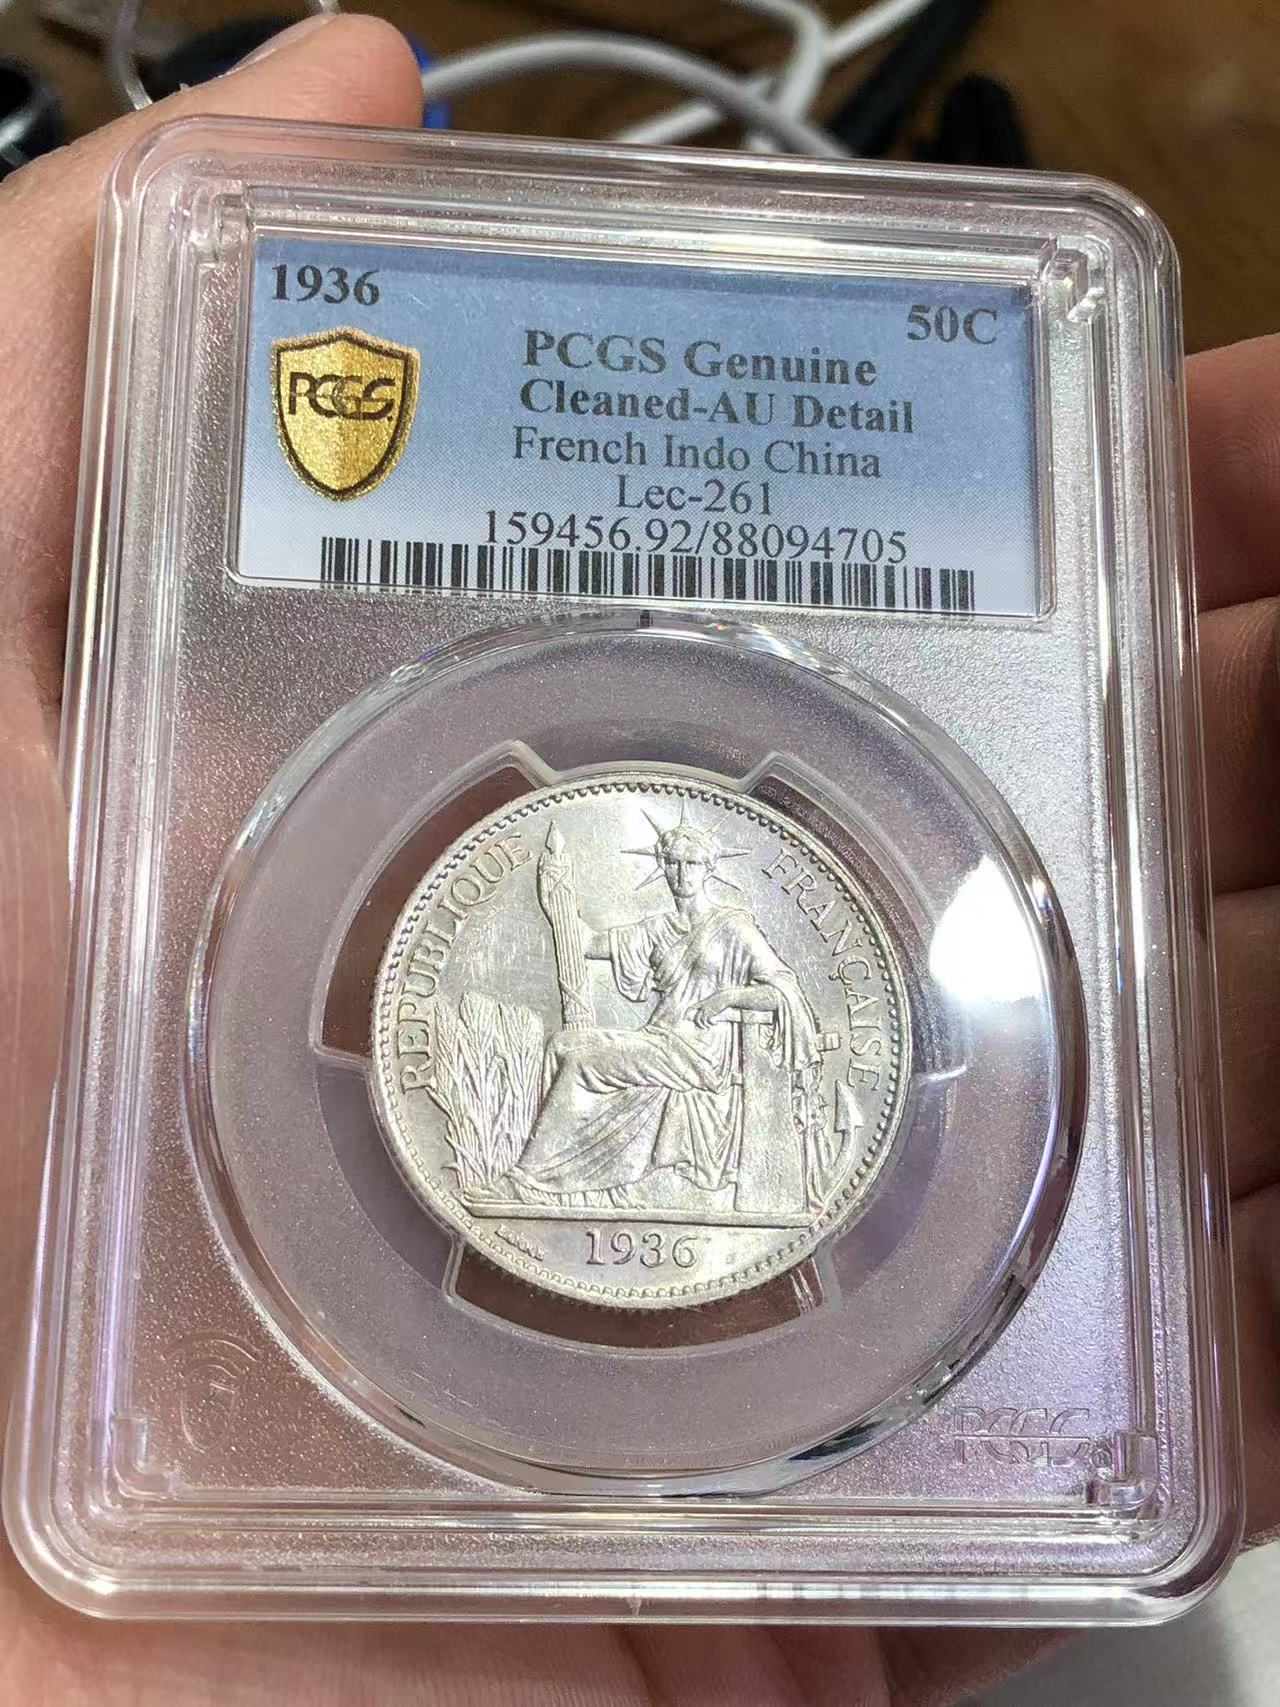 1936
50C
PCGS
PCGS Genuine
Cleaned-AU Detail
French Indo China
Lec-261
159456.92/88094705
REPUBLIQUE FRANÇAISE
1936
PCGS